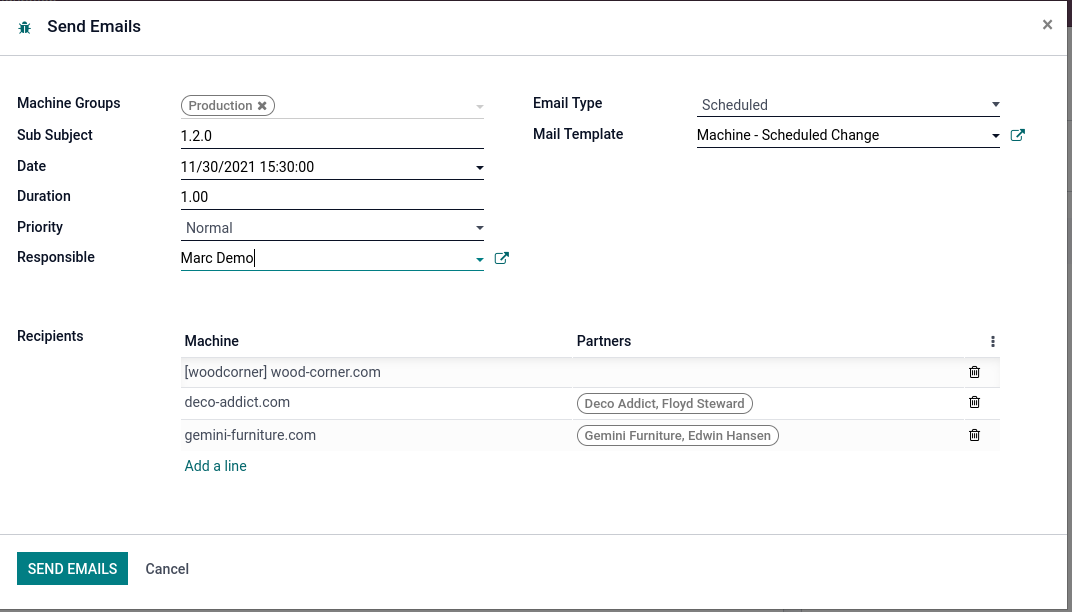 Send Emails
Machine Groups Production
Sub Subject 1.2.0
Date 11/30/2021 15:30:00
Duration 1.00
Priority Normal
Responsible Marc Demo
Email Type Scheduled
Mail Template Machine - Scheduled Change
Recipients
Machine Partners
[woodcorner] wood-corner.com
deco-addict.com Deco Addict, Floyd Steward
gemini-furniture.com Gemini Furniture, Edwin Hansen
Add a line
SEND EMAILS Cancel